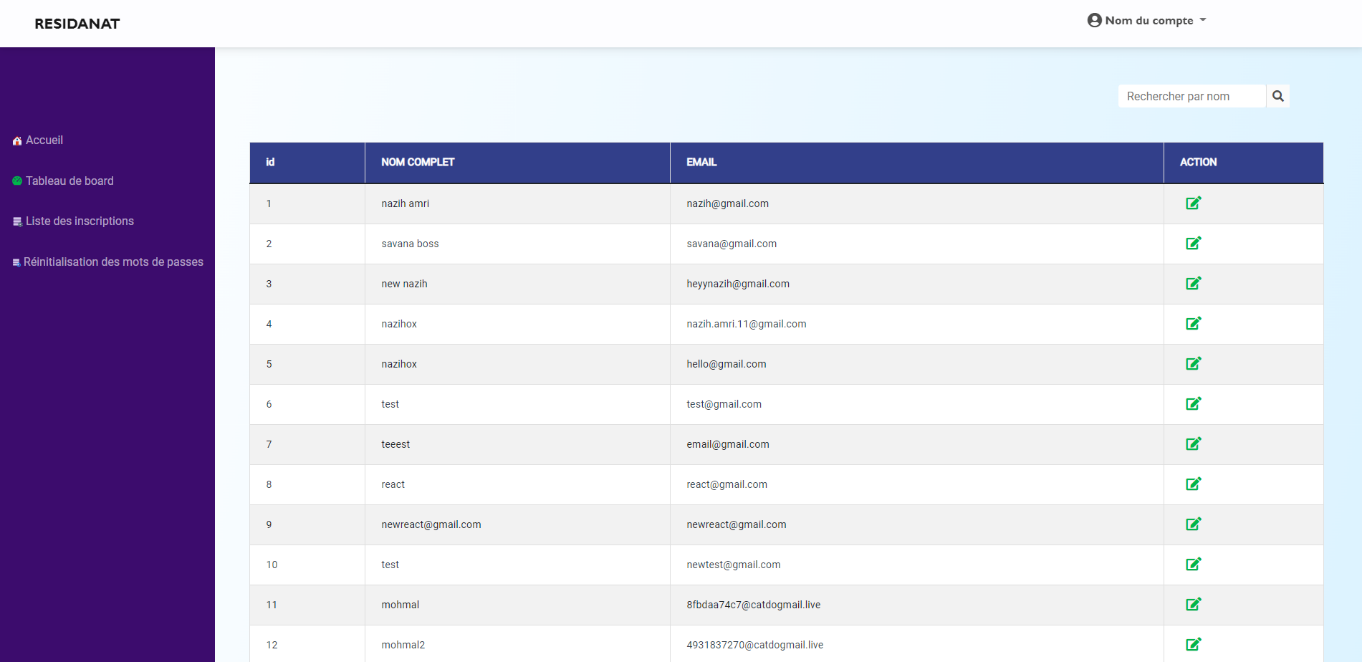 RESIDANAT
Nom du compte
Rechercher par nom
Accueil
Tableau de board
Liste des inscriptions
Réinitialisation des mots de passes
id NOM COMPLET EMAIL ACTION
1 nazih amri nazih@gmail.com
2 savana boss savana@gmail.com
3 new nazih heyynazih@gmail.com
4 nazihox nazih.amri.11@gmail.com
5 nazihox hello@gmail.com
6 test test@gmail.com
7 teeest email@gmail.com
8 react react@gmail.com
9 newreact@gmail.com newreact@gmail.com
10 test newtest@gmail.com
11 mohmal 8fbdaa74c7@catdogmail.live
12 mohmal2 4931837270@catdogmail.live